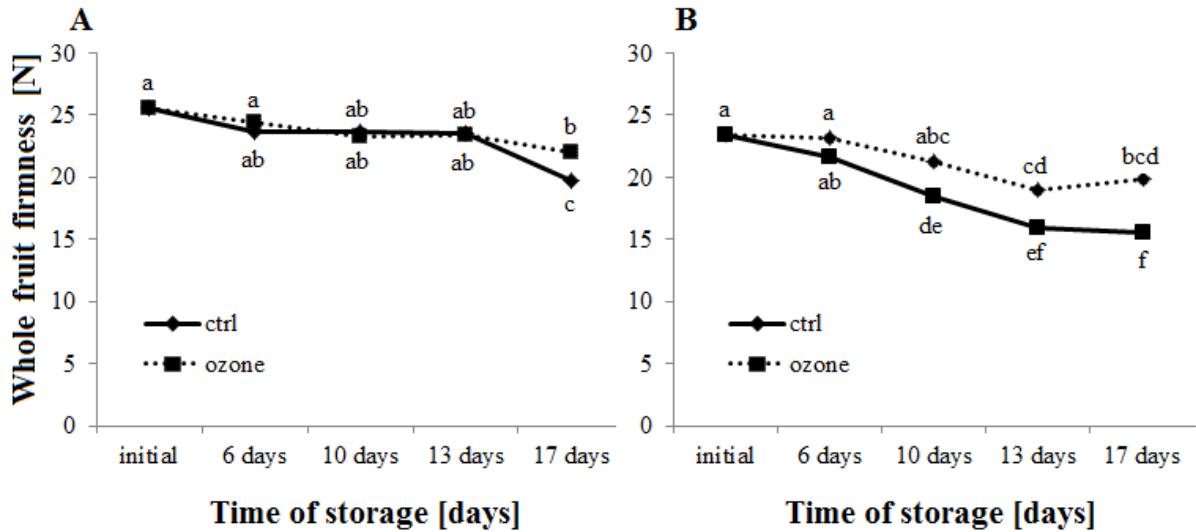 A
B
Whole fruit firmness [N]
30
25
20
15
10
5
0
a
a
ab
ab
b
ab
ab
ab
c
ctrl
ozone
initial
6 days
10 days
13 days
17 days
Time of storage [days]
30
25
20
15
10
5
0
a
a
abc
cd
bcd
ab
de
ef
f
ctrl
ozone
initial
6 days
10 days
13 days
17 days
Time of storage [days]